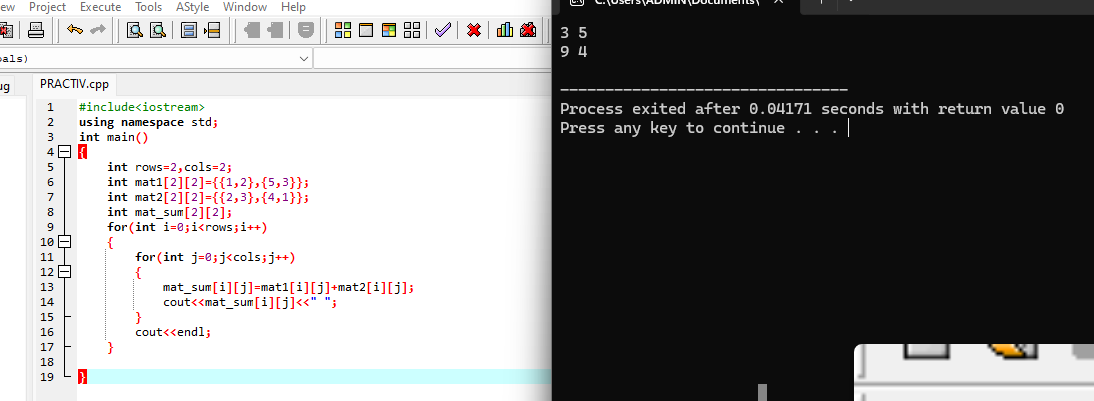 Project Execute Tools AStyle Window Help
PRACTIV.cpp
1 #include<iostream>
2 using namespace std;
3 int main()
4 {
5 int rows=2,cols=2;
6 int mat1[2][2]={{1,2},{5,3}};
7 int mat2[2][2]={{2,3},{4,1}};
8 int mat_sum[2][2];
9 for(int i=0;i<rows;i++)
10 {
11 for(int j=0;j<cols;j++)
12 {
13 mat_sum[i][j]=mat1[i][j]+mat2[i][j];
14 cout<<mat_sum[i][j]<<" ";
15 }
16 cout<<endl;
17 }
18
19 }
C:\Users\ADMIN\Documents\
3 5
9 4
--------------------------------
Process exited after 0.04171 seconds with return value 0
Press any key to continue . . .